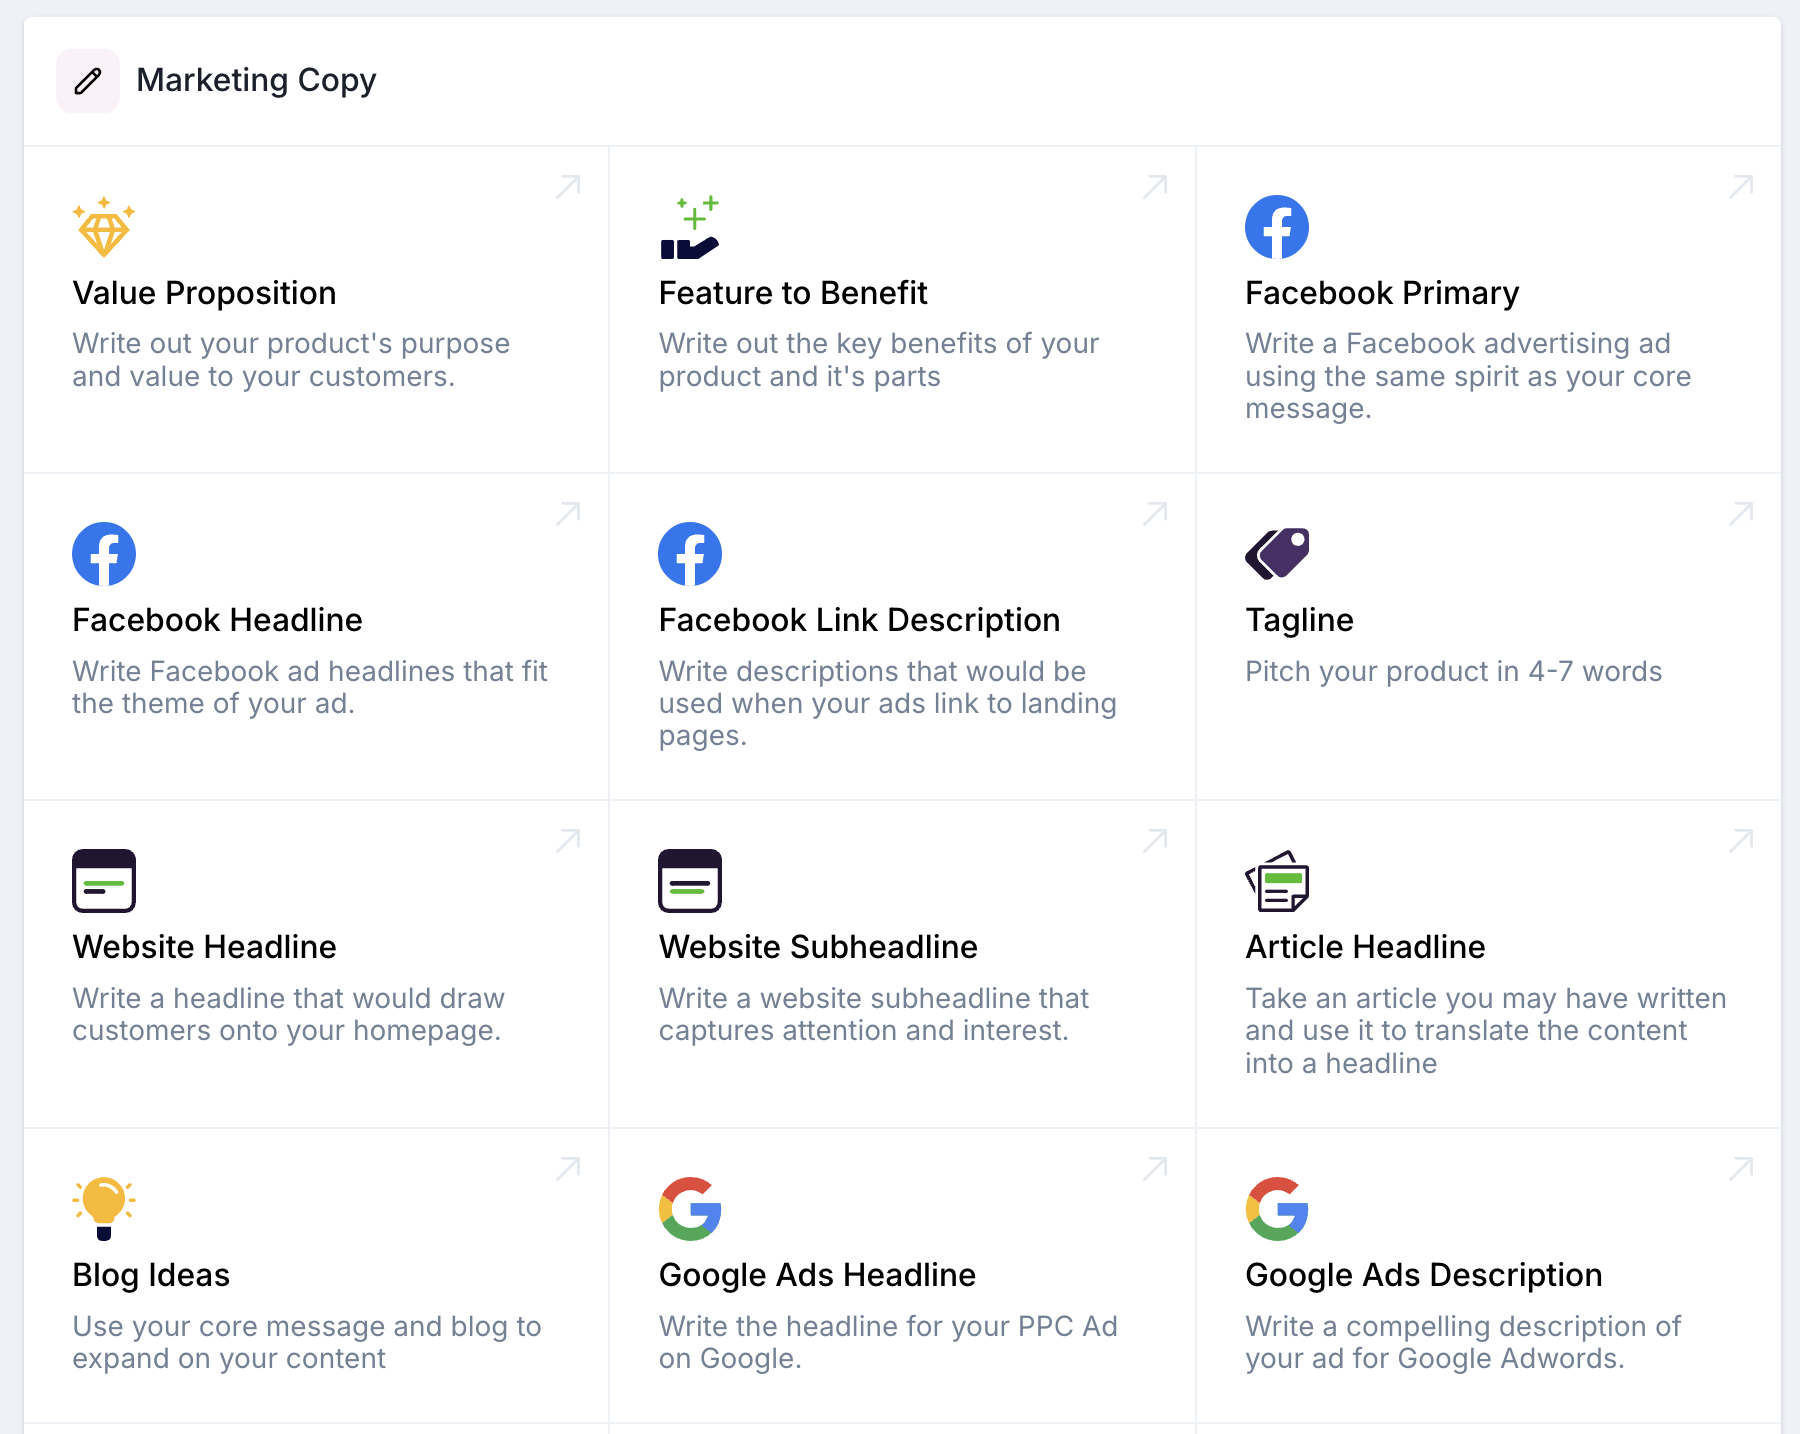 Marketing Copy
Value Proposition
Write out your product's purpose
and value to your customers.
Feature to Benefit
Write out the key benefits of your
product and it's parts
Facebook Primary
Write a Facebook advertising ad
using the same spirit as your core
message.
Facebook Headline
Write Facebook ad headlines that fit
the theme of your ad.
Facebook Link Description
Write descriptions that would be
used when your ads link to landing
pages.
Tagline
Pitch your product in 4-7 words
Website Headline
Write a headline that would draw
customers onto your homepage.
Website Subheadline
Write a website subheadline that
captures attention and interest.
Article Headline
Take an article you may have written
and use it to translate the content
into a headline
Blog Ideas
Use your core message and blog to
expand on your content
Google Ads Headline
Write the headline for your PPC Ad
on Google.
Google Ads Description
Write a compelling description of
your ad for Google Adwords.